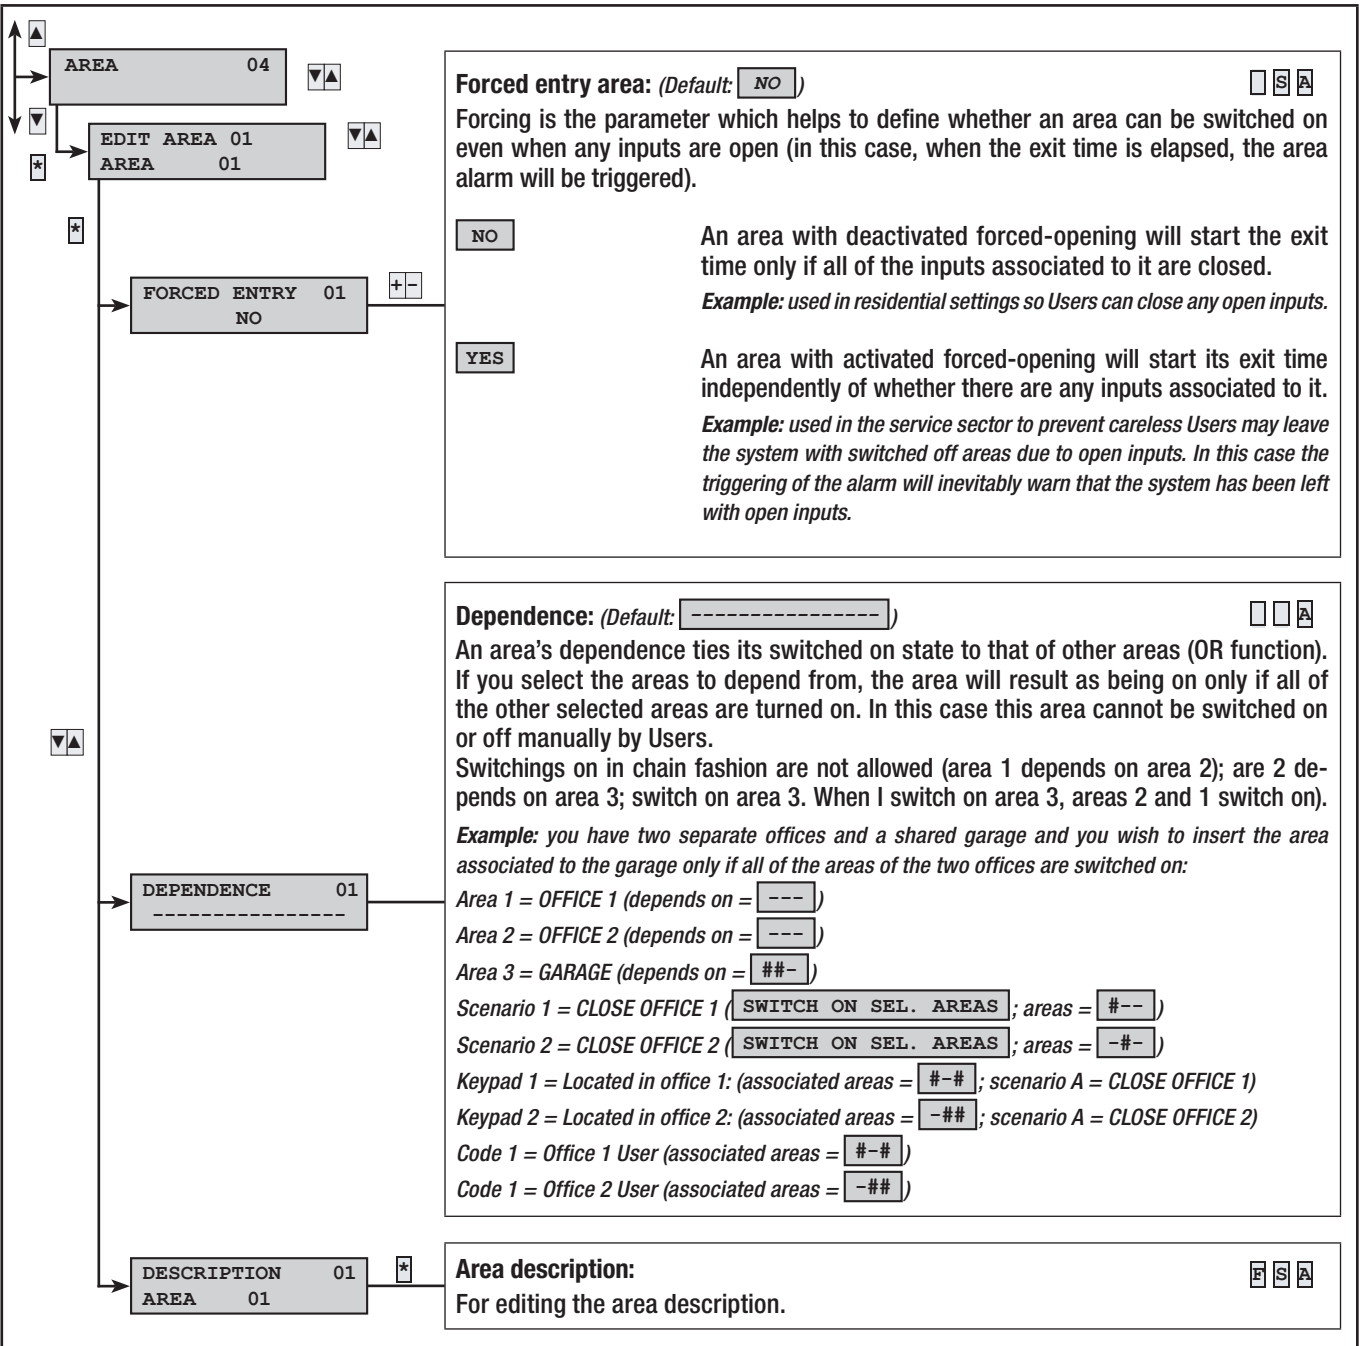 ▲
AREA 04
▼▲
▼
EDIT AREA 01
AREA 01
▼▲
*
*
FORCED ENTRY 01
NO
+-
Forced entry area: (Default: NO )
S A
Forcing is the parameter which helps to define whether an area can be switched on
even when any inputs are open (in this case, when the exit time is elapsed, the area
alarm will be triggered).
NO
An area with deactivated forced-opening will start the exit
time only if all of the inputs associated to it are closed.
Example: used in residential settings so Users can close any open inputs.
YES
An area with activated forced-opening will start its exit time
independently of whether there are any inputs associated to it.
Example: used in the service sector to prevent careless Users may leave
the system with switched off areas due to open inputs. In this case the
triggering of the alarm will inevitably warn that the system has been left
with open inputs.
▼▲
DEPENDENCE 01
----------------
Dependence: (Default: ---------------- )
A
An area's dependence ties its switched on state to that of other areas (OR function).
If you select the areas to depend from, the area will result as being on only if all of
the other selected areas are turned on. In this case this area cannot be switched on
or off manually by Users.
Switchings on in chain fashion are not allowed (area 1 depends on area 2); are 2 de-
pends on area 3; switch on area 3. When I switch on area 3, areas 2 and 1 switch on).
Example: you have two separate offices and a shared garage and you wish to insert the area
associated to the garage only if all of the areas of the two offices are switched on:
Area 1 = OFFICE 1 (depends on = --- )
Area 2 = OFFICE 2 (depends on = --- )
Area 3 = GARAGE (depends on = ##- )
Scenario 1 = CLOSE OFFICE 1 ( SWITCH ON SEL. AREAS ; areas = #-- )
Scenario 2 = CLOSE OFFICE 2 ( SWITCH ON SEL. AREAS ; areas = -#- )
Keypad 1 = Located in office 1: (associated areas = #-# ; scenario A = CLOSE OFFICE 1)
Keypad 2 = Located in office 2: (associated areas = -## ; scenario A = CLOSE OFFICE 2)
Code 1 = Office 1 User (associated areas = #-# )
Code 1 = Office 2 User (associated areas = -## )
DESCRIPTION 01
AREA 01
*
Area description:
F S A
For editing the area description.